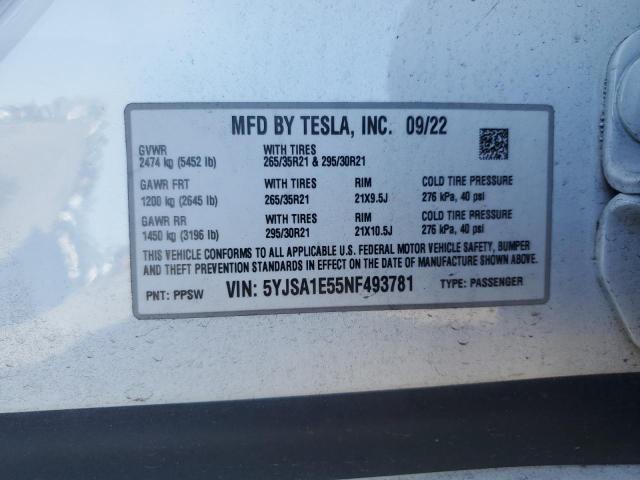 MFD BY TESLA, INC. 09/22
GVWR WITH TIRES
2474 kg (5452 lb) 265/35R21 & 295/30R21
GAWR FRT WITH TIRES RIM COLD TIRE PRESSURE
1200 kg (2645 lb) 265/35R21 21X9.5J 276 kPa, 40 psi
GAWR RR WITH TIRES RIM COLD TIRE PRESSURE
1450 kg (3196 lb) 295/30R21 21X10.5J 276 kPa, 40 psi
THIS VEHICLE CONFORMS TO ALL APPLICABLE U.S. FEDERAL MOTOR VEHICLE SAFETY, BUMPER
AND THEFT PREVENTION STANDARDS IN EFFECT ON THE DATE OF MANUFACTURE SHOWN ABOVE.
PNT: PPSW VIN: 5YJSA1E55NF493781 TYPE: PASSENGER